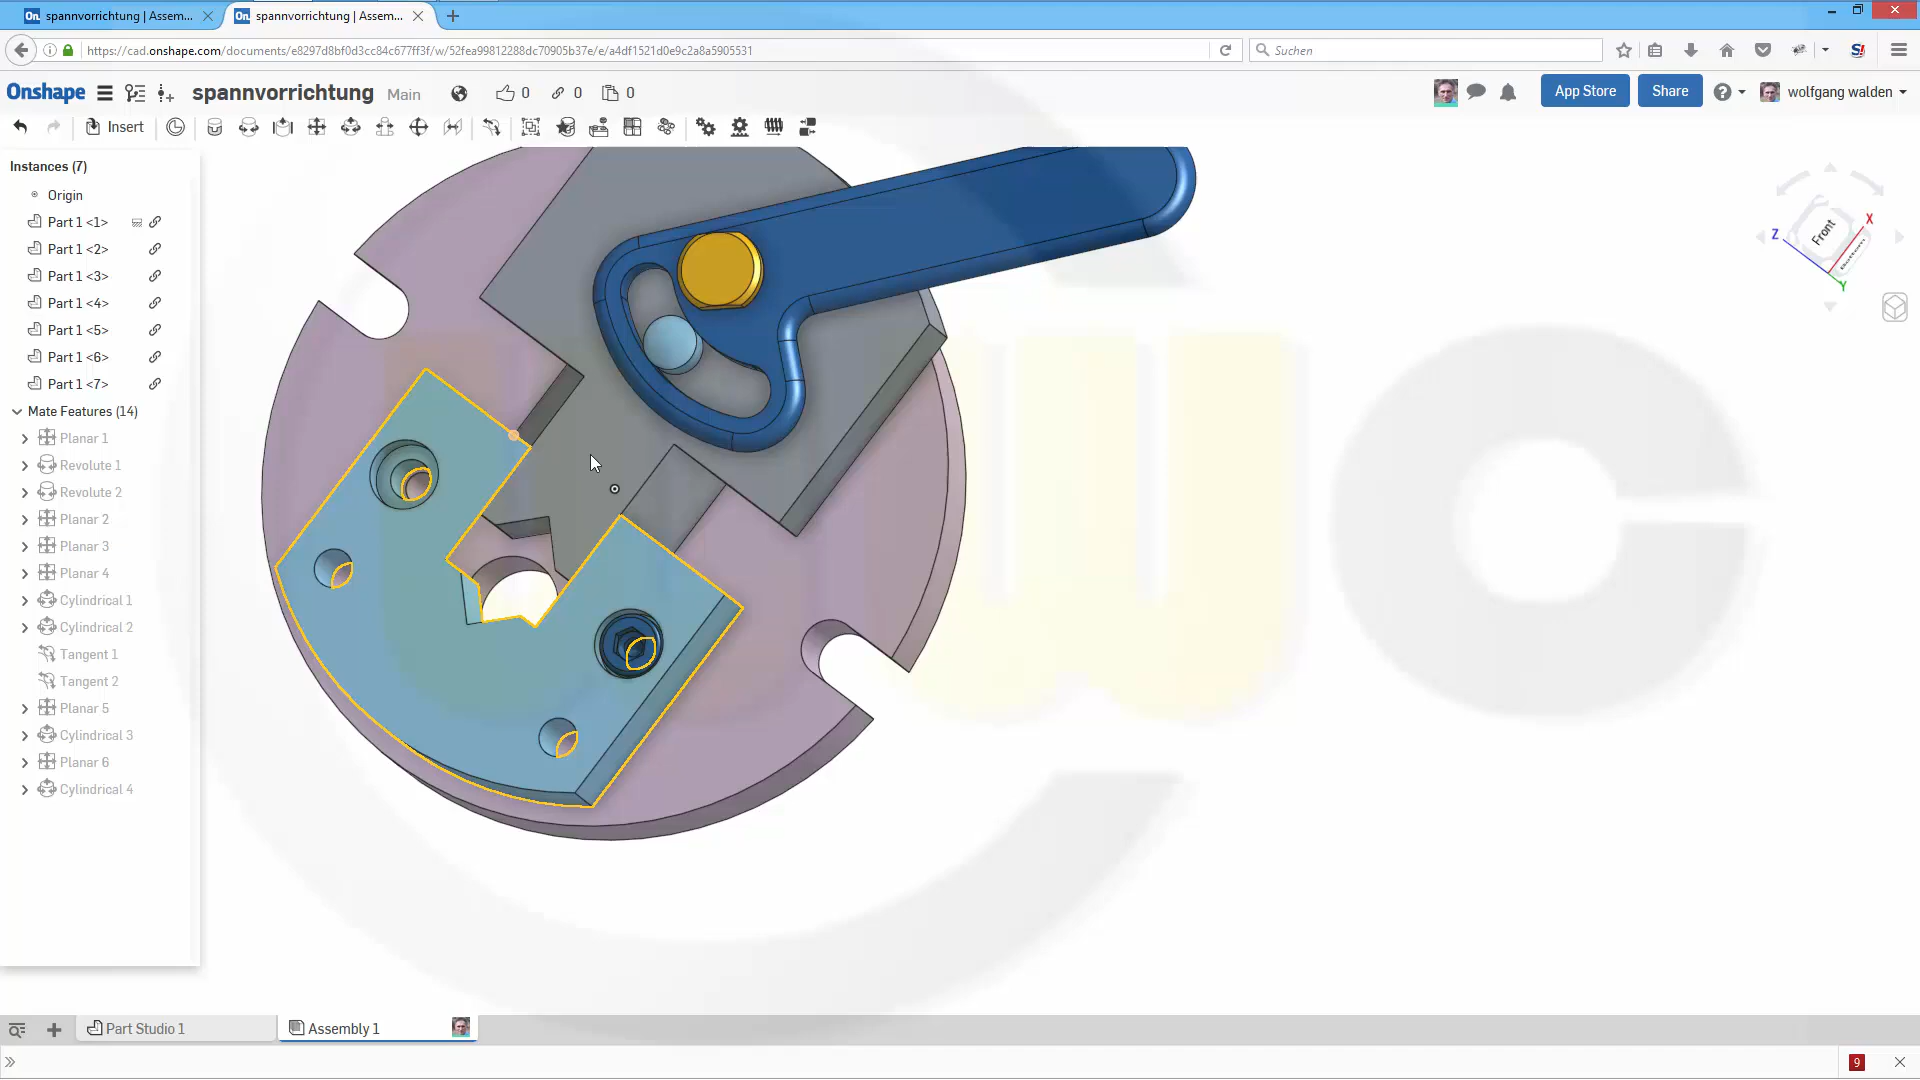 spannvorrichtung | Assem...
spannvorrichtung | Assem...
https://cad.onshape.com/documents/e8297d8bf0d3cc84c677ff3f/w/52fea99812288dc70905b37e/e/a4df1521d0e9c2a8a5905531
Suchen
Onshape
spannvorrichtung
Main
0
0
0
App Store
Share
wolfgang walden
Insert
Instances (7)
Origin
Part 1 <1>
Part 1 <2>
Part 1 <3>
Part 1 <4>
Part 1 <5>
Part 1 <6>
Part 1 <7>
Mate Features (14)
Planar 1
Revolute 1
Revolute 2
Planar 2
Planar 3
Planar 4
Cylindrical 1
Cylindrical 2
Tangent 1
Tangent 2
Planar 5
Cylindrical 3
Planar 6
Cylindrical 4
Z
Front
X
Bottom
Y
uwc
Part Studio 1
Assembly 1
9